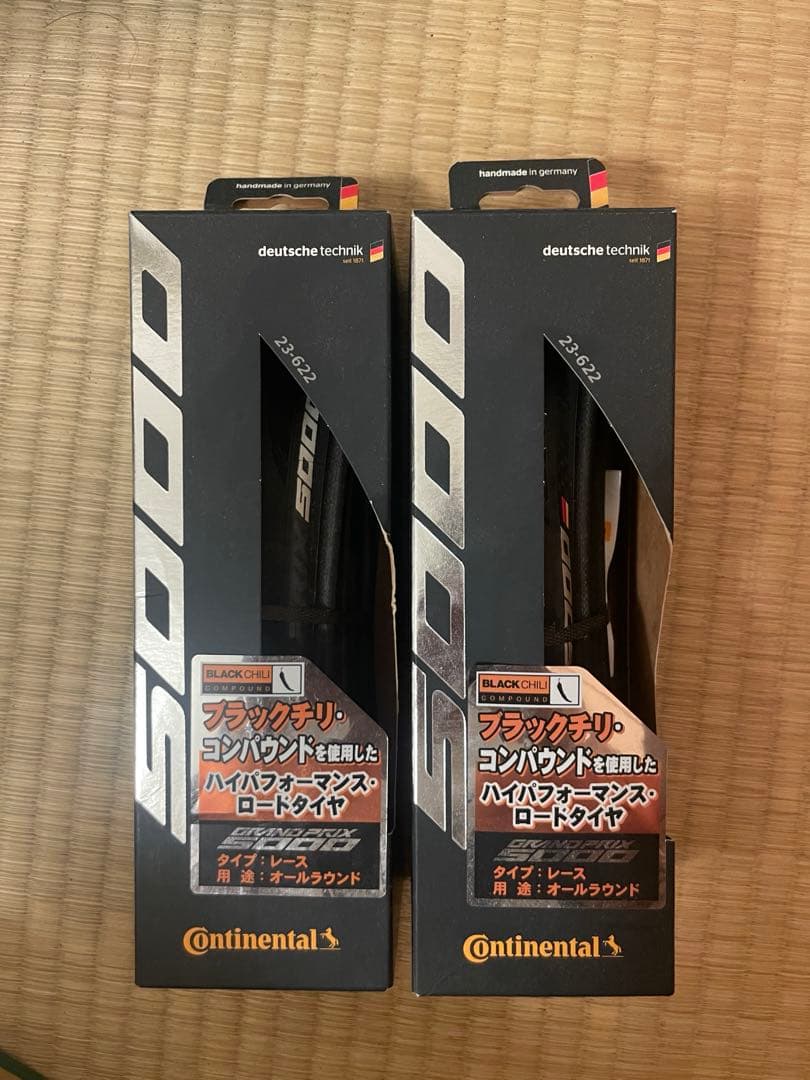 handmade in germany
deutsche technik
seit 1871
5000
23-622
5000
BLACK CHILI
COMPOUND
ブラックチリ・
コンパウンドを使用した
ハイパフォーマンス・
ロードタイヤ
GRAND PRIX
5000
タイプ：レース
用 途：オールラウンド
Continental
handmade in germany
deutsche technik
seit 1871
5000
23-622
5000
BLACK CHILI
COMPOUND
ブラックチリ・
コンパウンドを使用した
ハイパフォーマンス・
ロードタイヤ
GRAND PRIX
5000
タイプ：レース
用 途：オールラウンド
Continental